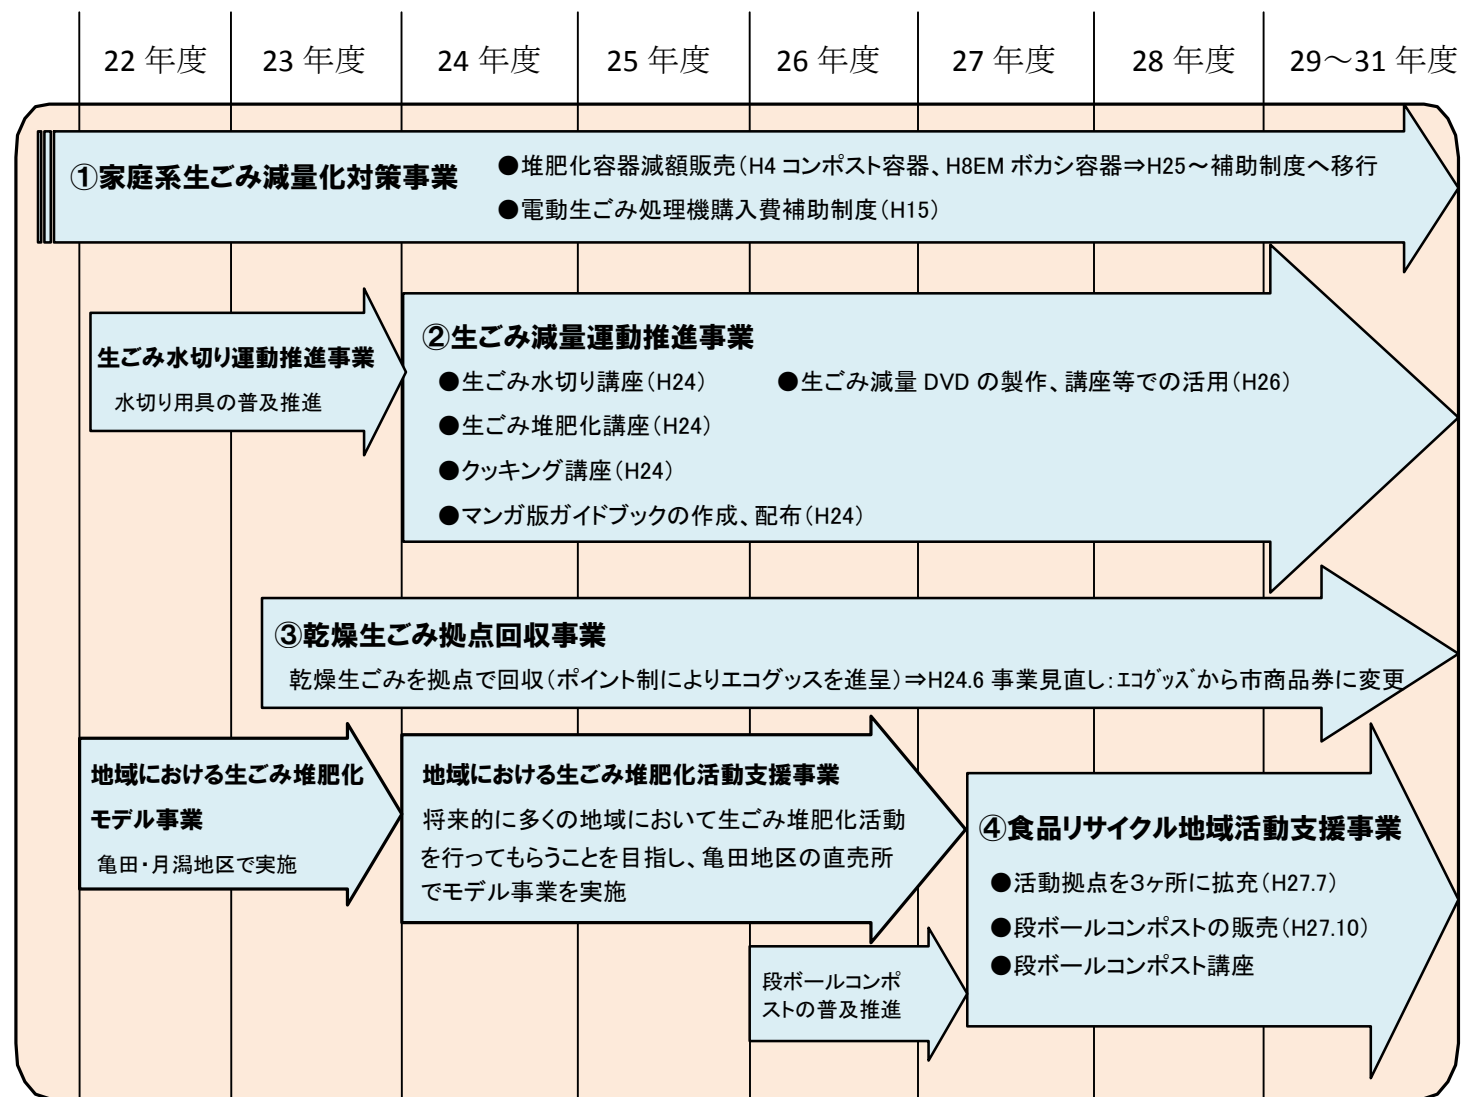 22 年度 23 年度 24 年度 25 年度 26 年度 27 年度 28 年度 29～31 年度
①家庭系生ごみ減量化対策事業
●堆肥化容器減額販売（H4 コンポスト容器、H8EM ボカシ容器⇒H25～補助制度へ移行
●電動生ごみ処理機購入費補助制度（H15）
生ごみ水切り運動推進事業
水切り用具の普及推進
②生ごみ減量運動推進事業
●生ごみ水切り講座（H24） ●生ごみ減量 DVD の製作、講座等での活用（H26）
●生ごみ堆肥化講座（H24）
●クッキング講座（H24）
●マンガ版ガイドブックの作成、配布（H24）
③乾燥生ごみ拠点回収事業
乾燥生ごみを拠点で回収（ポイント制によりエコグッスを進呈）⇒H24.6 事業見直し：ｴｺｸﾞｯｽﾞから市商品券に変更
地域における生ごみ堆肥化
モデル事業
亀田・月潟地区で実施
地域における生ごみ堆肥化活動支援事業
将来的に多くの地域において生ごみ堆肥化活動
を行ってもらうことを目指し、亀田地区の直売所
でモデル事業を実施
段ボールコンポ
ストの普及推進
④食品リサイクル地域活動支援事業
●活動拠点を３ヶ所に拡充（H27.7）
●段ボールコンポストの販売（H27.10）
●段ボールコンポスト講座